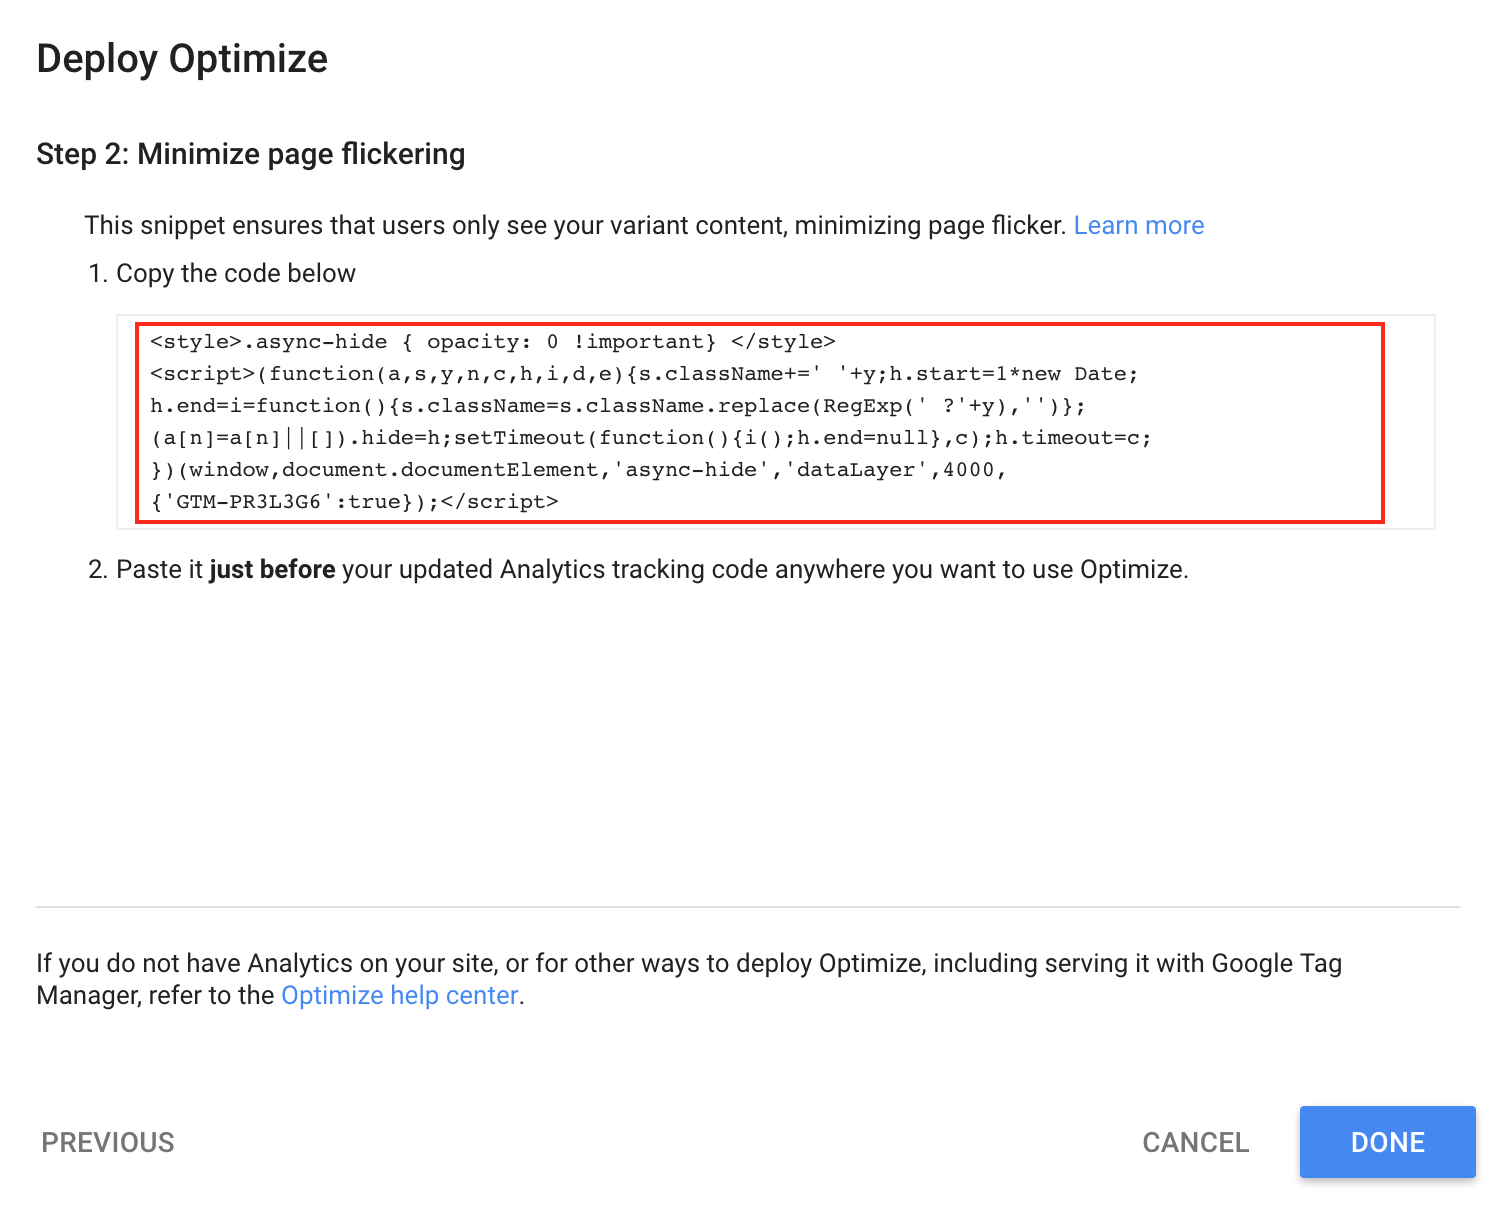 Deploy Optimize
Step 2: Minimize page flickering
This snippet ensures that users only see your variant content, minimizing page flicker. Learn more
1. Copy the code below
<style>.async-hide { opacity: 0 !important} </style>
<script>(function(a,s,y,n,c,h,i,d,e){s.className+=' '+y;h.start=1*new Date;
h.end=i=function(){s.className=s.className.replace(RegExp(' ?'+y),'')};
(a[n]=a[n]||[]).hide=h;setTimeout(function(){i();h.end=null},c);h.timeout=c;
})(window,document.documentElement,'async-hide','dataLayer',4000,
{'GTM-PR3L3G6':true});</script>
2. Paste it just before your updated Analytics tracking code anywhere you want to use Optimize.
If you do not have Analytics on your site, or for other ways to deploy Optimize, including serving it with Google Tag
Manager, refer to the Optimize help center.
PREVIOUS
CANCEL
DONE